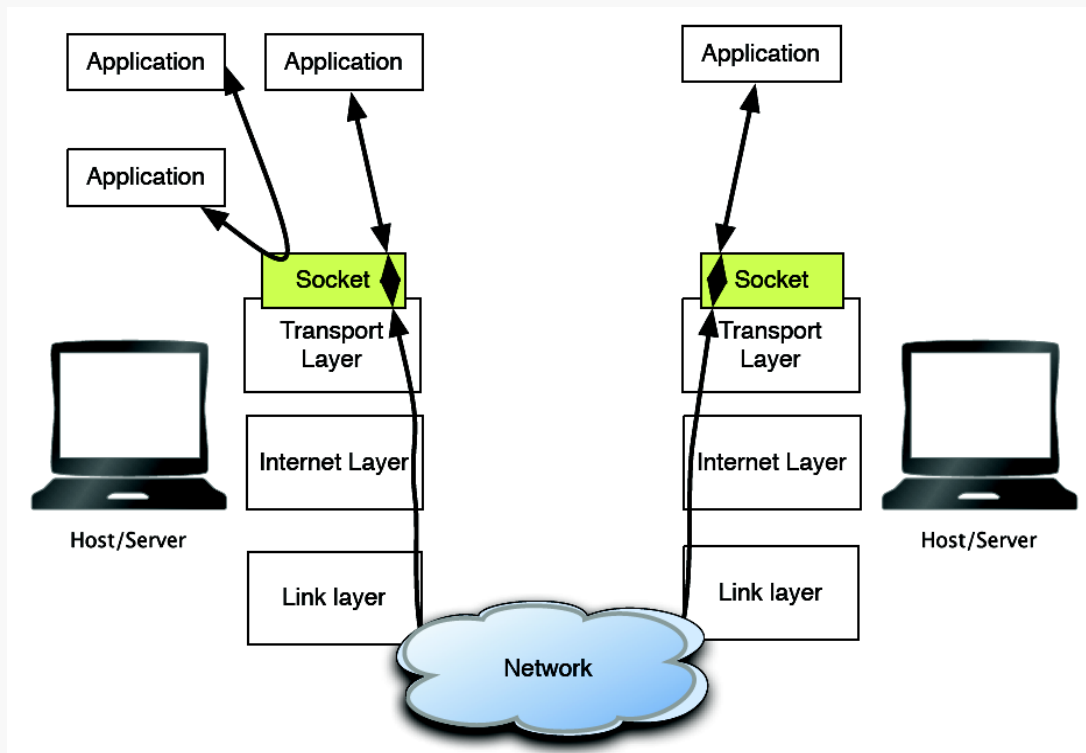 Application
Application
Application
Application
Socket
Socket
Transport
Layer
Transport
Layer
Internet Layer
Internet Layer
Host/Server
Host/Server
Link layer
Link layer
Network